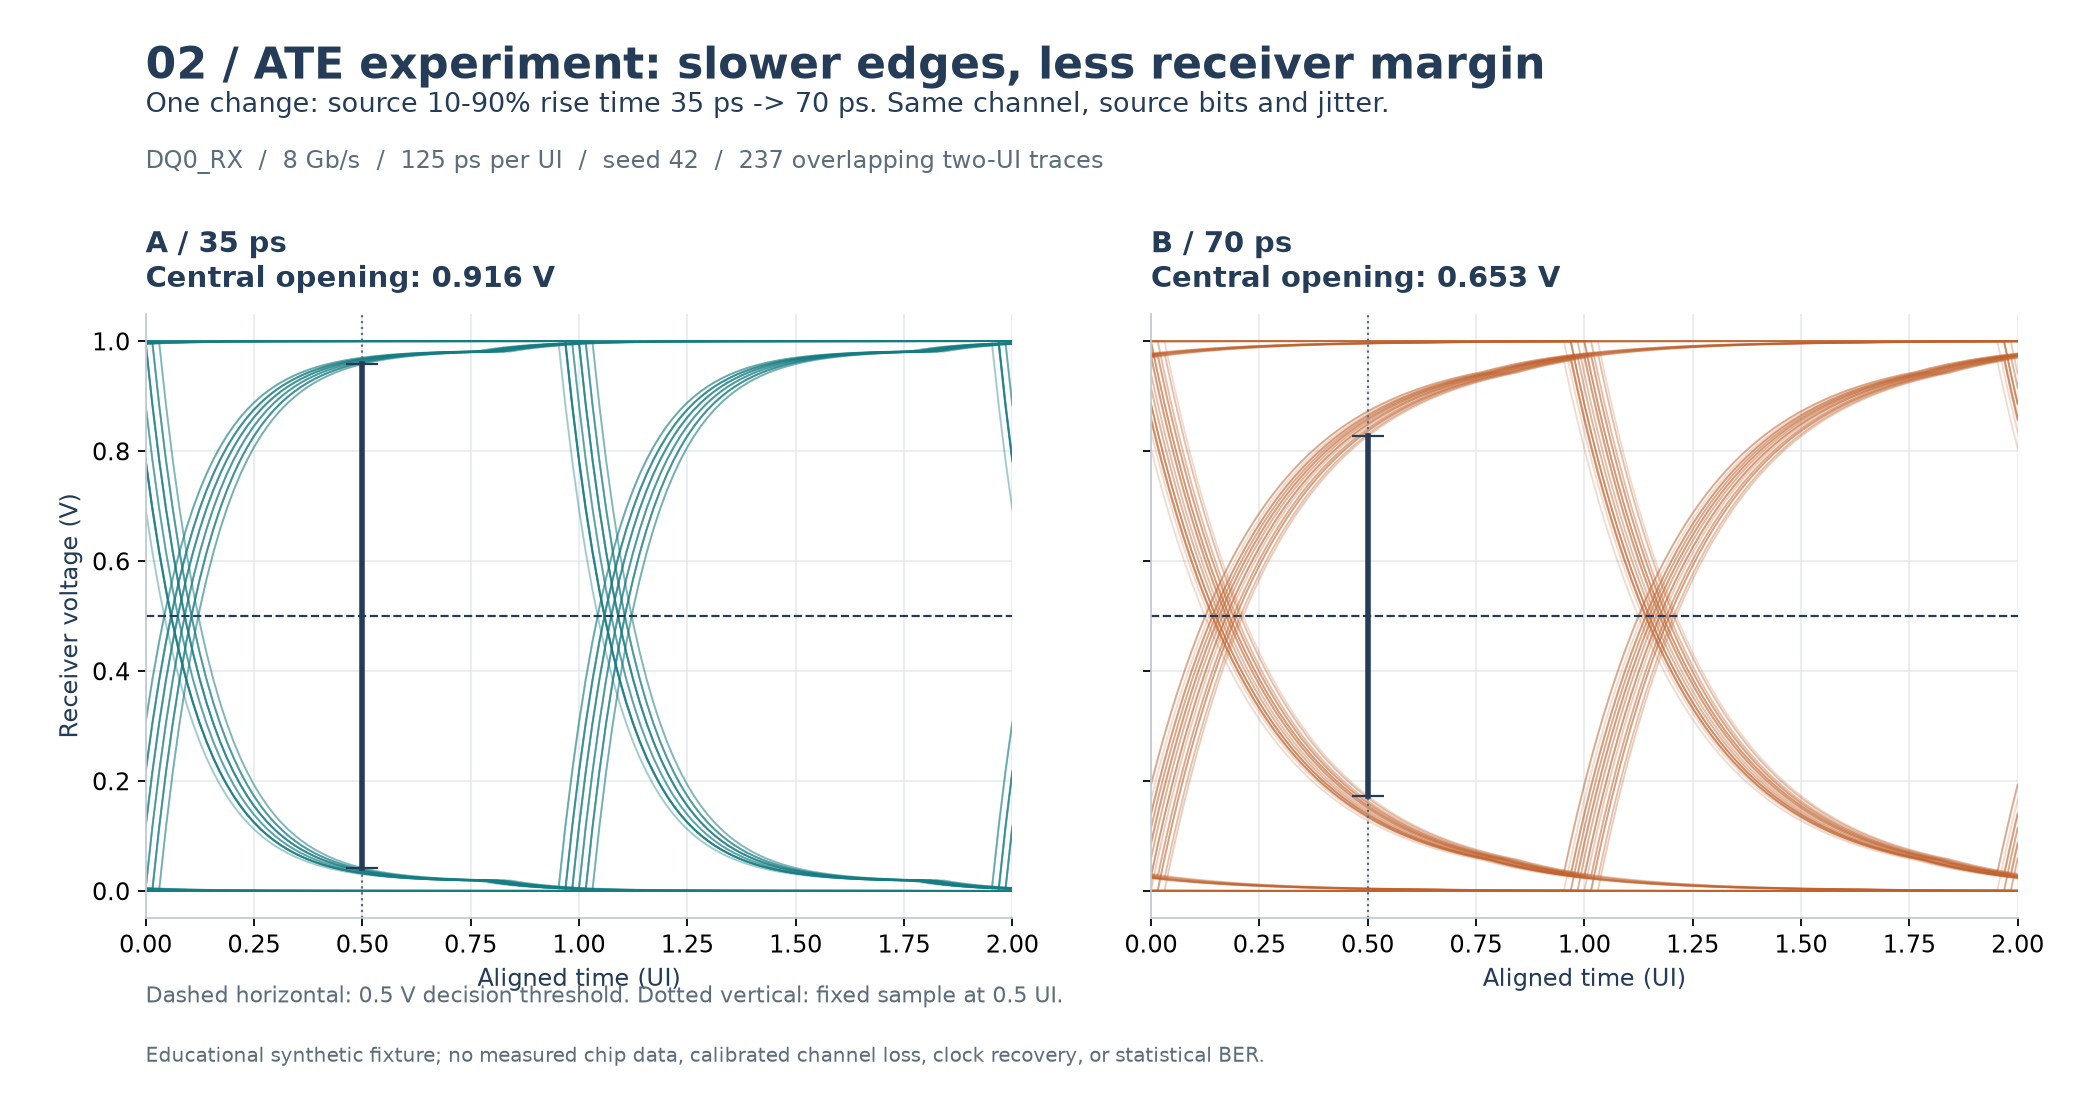 02 / ATE experiment: slower edges, less receiver margin
One change: source 10-90% rise time 35 ps -> 70 ps. Same channel, source bits and jitter.
DQ0_RX / 8 Gb/s / 125 ps per UI / seed 42 / 237 overlapping two-UI traces
A / 35 ps
Central opening: 0.916 V
Receiver voltage (V)
1.0
0.8
0.6
0.4
0.2
0.0
0.00 0.25 0.50 0.75 1.00 1.25 1.50 1.75 2.00
Aligned time (UI)
B / 70 ps
Central opening: 0.653 V
0.00 0.25 0.50 0.75 1.00 1.25 1.50 1.75 2.00
Aligned time (UI)
Dashed horizontal: 0.5 V decision threshold. Dotted vertical: fixed sample at 0.5 UI.
Educational synthetic fixture; no measured chip data, calibrated channel loss, clock recovery, or statistical BER.